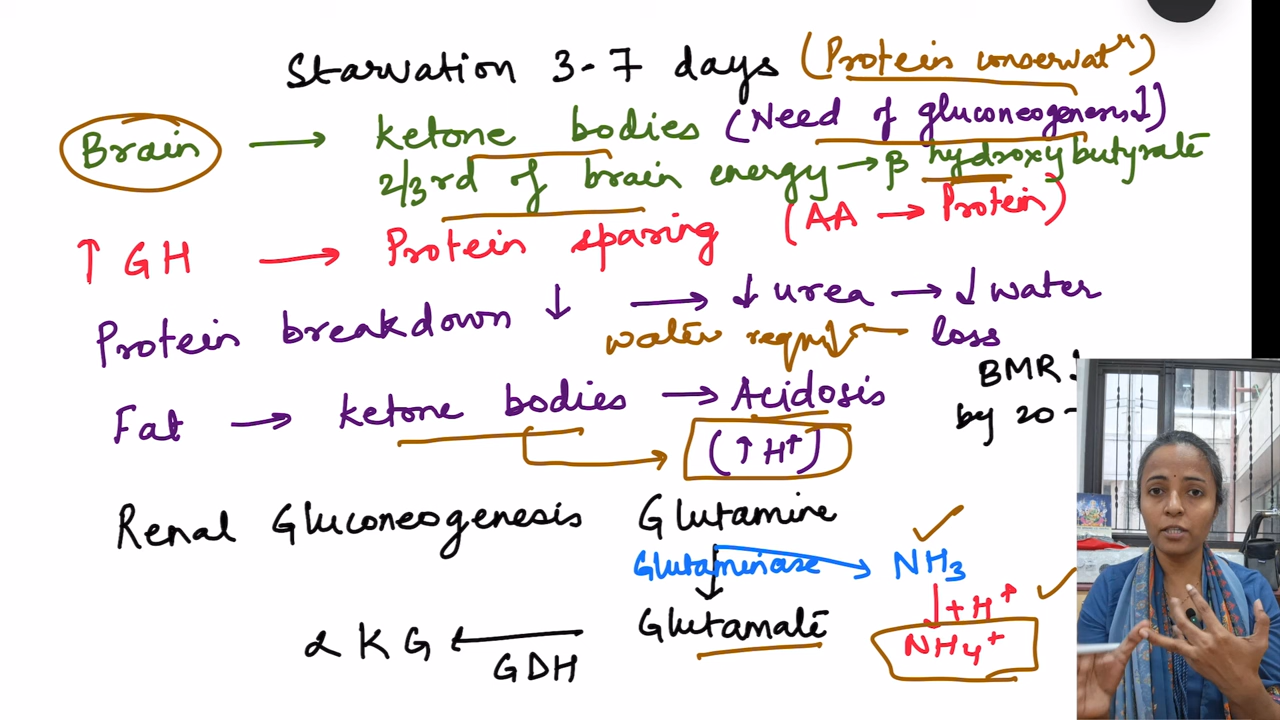 Starvation 3-7 days (Protein conservatn)
Brain → Ketone bodies (Need of gluconeogenesis↓)
2/3rd of brain energy → β hydroxybutyrate
↑ GH → Protein sparing (AA → Protein)
Protein breakdown ↓ → ↓ urea → ↓ water loss
water requi↓
BMR ↓
by 20-
Fat → Ketone bodies → Acidosis
(↑ H+)
Renal Gluconeogenesis Glutamine
Glutaminase → NH3
↓ + H+
Glutamate NH4+
α KG ← GDH